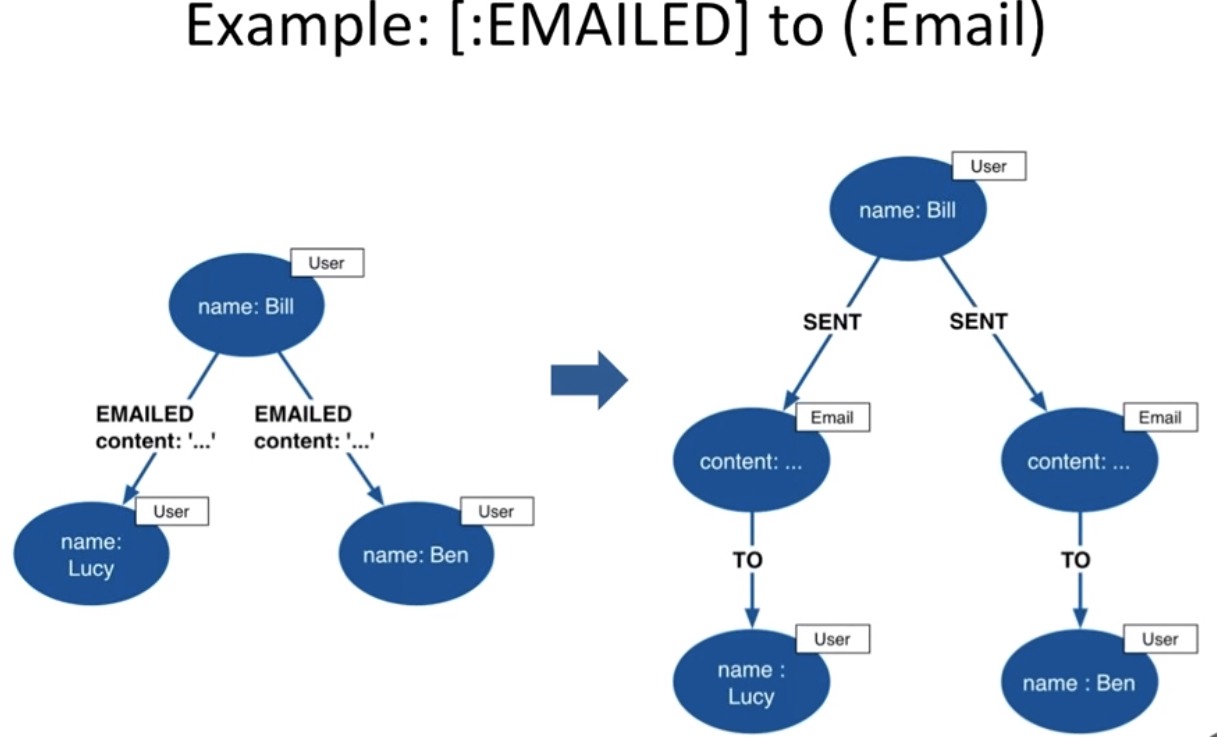 Example: [:EMAILED] to (:Email)
User
name: Bill
EMAILED
content: '...'
EMAILED
content: '...'
User
name:
Lucy
User
name: Ben
User
name: Bill
SENT
SENT
Email
content: ...
Email
content: ...
TO
TO
User
name :
Lucy
User
name : Ben